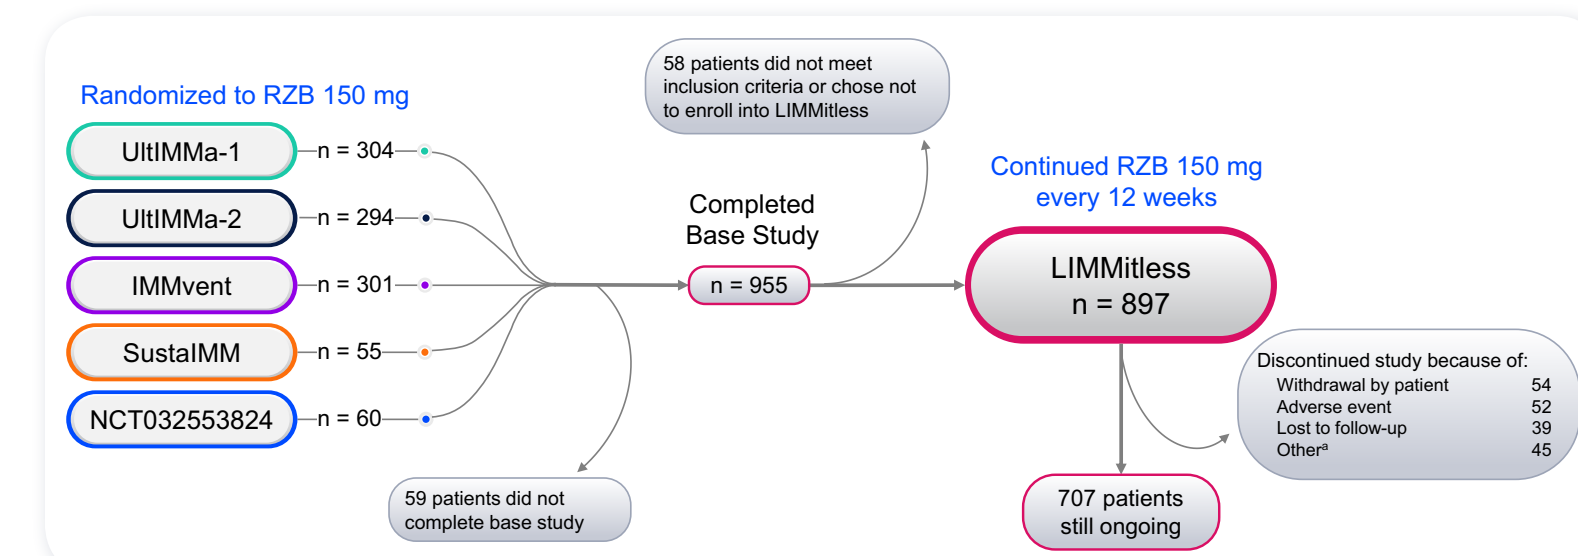 Randomized to RZB 150 mg
UltIMMa-1
n = 304
UltIMMa-2
n = 294
IMMvent
n = 301
SustaIMM
n = 55
NCT032553824
n = 60
59 patients did not
complete base study
Completed
Base Study
n = 955
58 patients did not meet
inclusion criteria or chose not
to enroll into LIMMitless
Continued RZB 150 mg
every 12 weeks
LIMMitless
n = 897
Discontinued study because of:
Withdrawal by patient 54
Adverse event 52
Lost to follow-up 39
Otherᵃ 45
707 patients
still ongoing